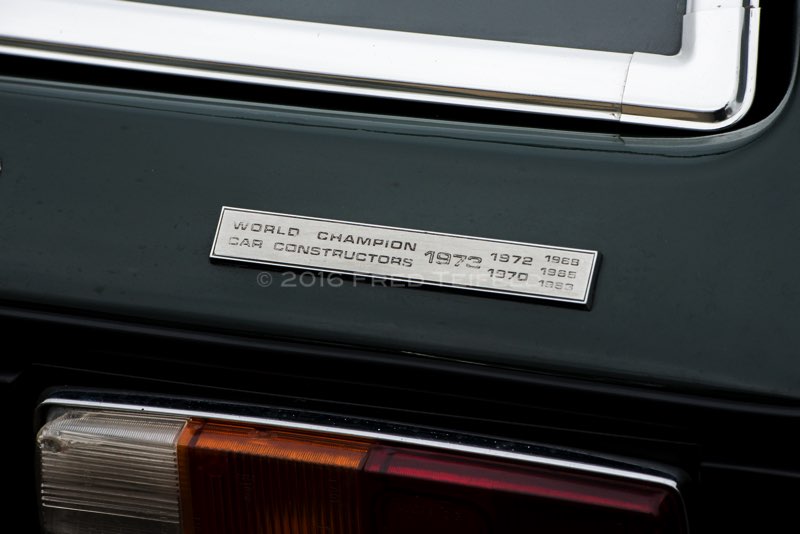 WORLD CHAMPION
CAR CONSTRUCTORS
1973
1972
1970
1968
1965
1963
© 2016 FRED